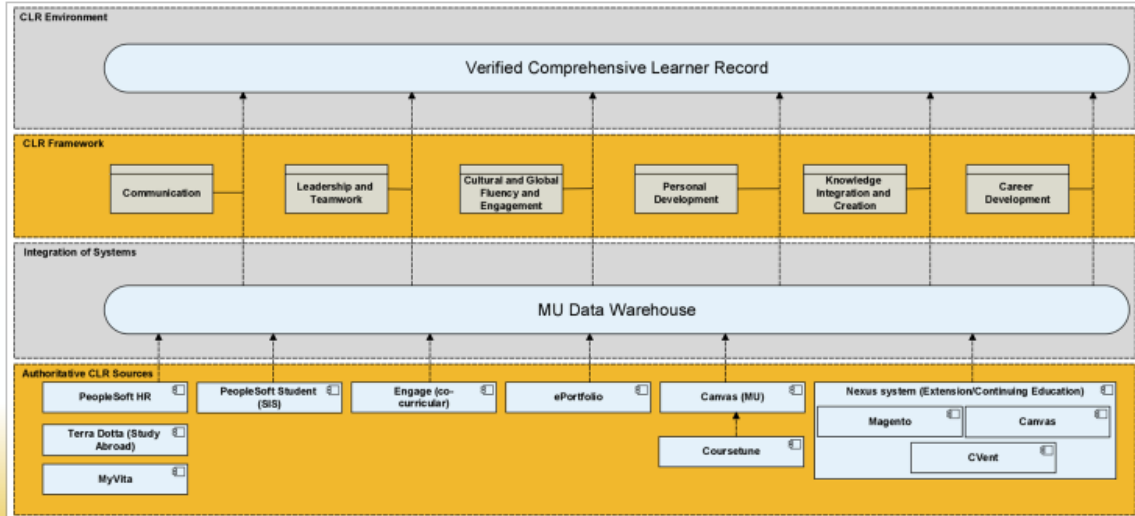 CLR Environment
Verified Comprehensive Learner Record
CLR Framework
Communication
Leadership and
Teamwork
Cultural and Global
Fluency and
Engagement
Personal
Development
Knowledge
Integration and
Creation
Career
Development
Integration of Systems
MU Data Warehouse
Authoritative CLR Sources
PeopleSoft HR
PeopleSoft Student
(SIS)
Engage (co-
curricular)
ePortfolio
Canvas (MU)
Nexus system (Extension/Continuing Education)
Magento
Canvas
CVent
Terra Dotta (Study
Abroad)
Coursetune
MyVita